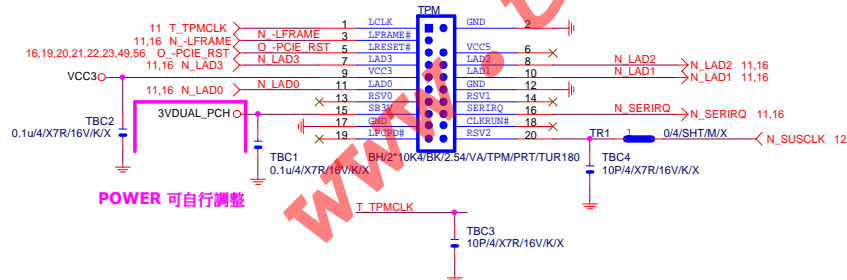 TPM
11 T_TPMCLK 1 LCLK GND 2
11,16 N_-LFRAME 3 LFRAME#
16,19,20,21,22,23,49,56 O_-PCIE_RST 5 LRESET# VCC5 6
11,16 N_LAD3 N_LAD3 7 LAD3 LAD2 8 N_LAD2 N_LAD2 11,16
VCC3 9 VCC3 LAD1 10 N_LAD1 N_LAD1 11,16
11,16 N_LAD0 N_LAD0 11 LAD0 GND 12
13 RSV0 RSV1 14
3VDUAL_PCH 15 SB3V SERIRQ 16 N_SERIRQ N_SERIRQ 11,16
17 GND CLKRUN# 18
19 LPCPD# RSV2 20 TR1 1 0/4/SHT/M/X N_SUSCLK 12
TBC2
0.1u/4/X7R/16V/K/X
BH/2*10K4/BK/2.54/VA/TPM/PRT/TUR180
TBC1
0.1u/4/X7R/16V/K/X
TBC4
10P/4/X7R/16V/K/X
POWER 可自行調整
T_TPMCLK
TBC3
10P/4/X7R/16V/K/X
www.